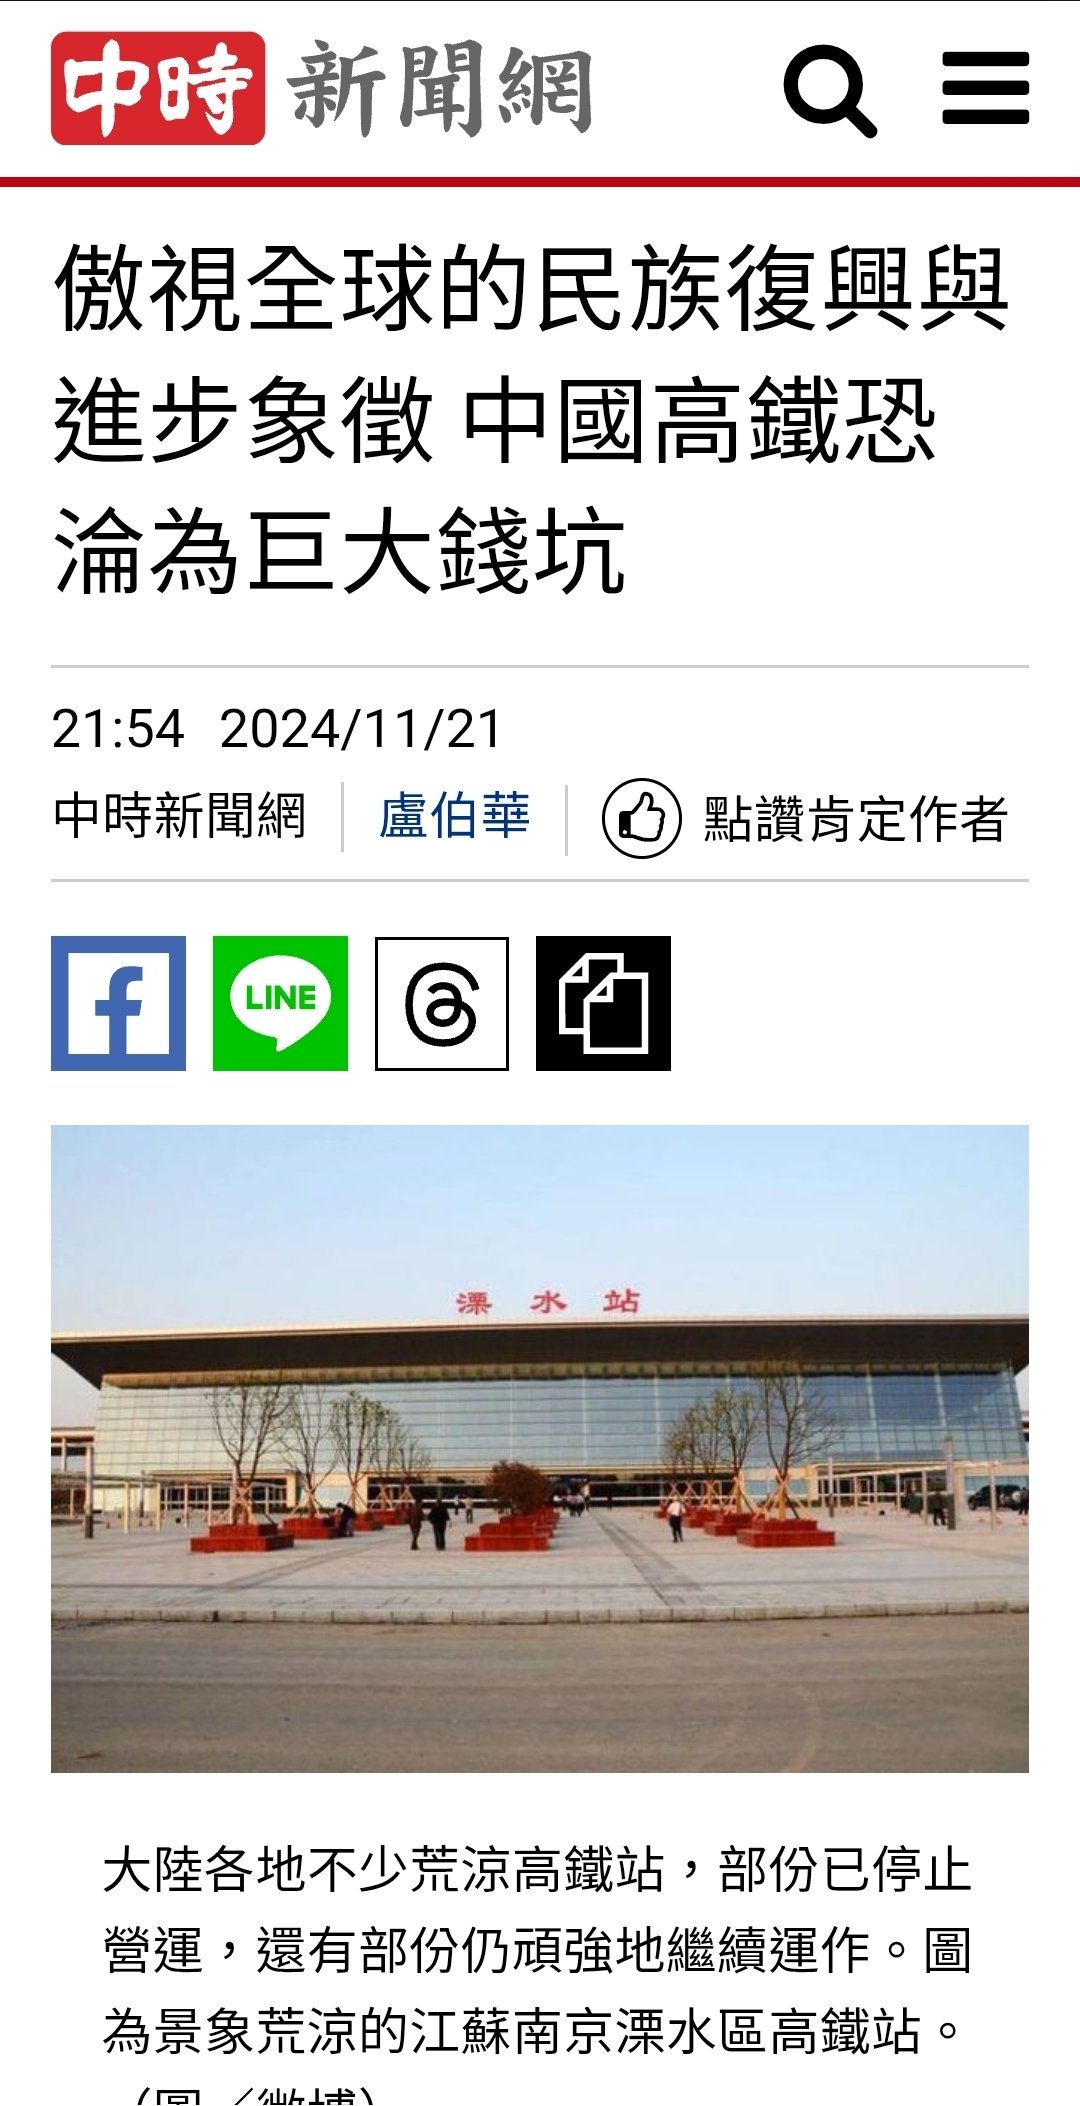 中時 新聞網
傲視全球的民族復興與
進步象徵 中國高鐵恐
淪為巨大錢坑
21:54 2024/11/21
中時新聞網 盧伯華 點讚肯定作者
LINE
溧水站
大陸各地不少荒涼高鐵站，部份已停止
營運，還有部份仍頑強地繼續運作。圖
為景象荒涼的江蘇南京溧水區高鐵站。
（圖／微博）